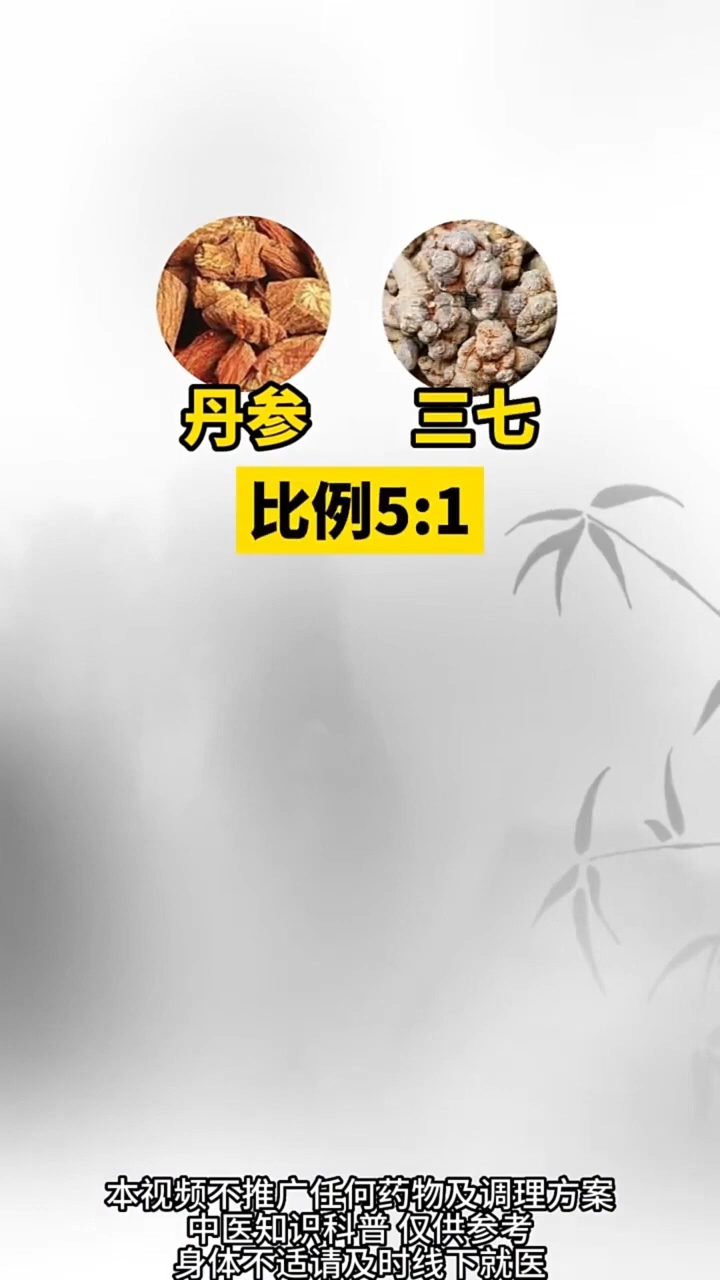 丹参
三七
比例5:1
本视频不推广任何药物及调理方案
中医知识科普 仅供参考
身体不适请及时线下就医